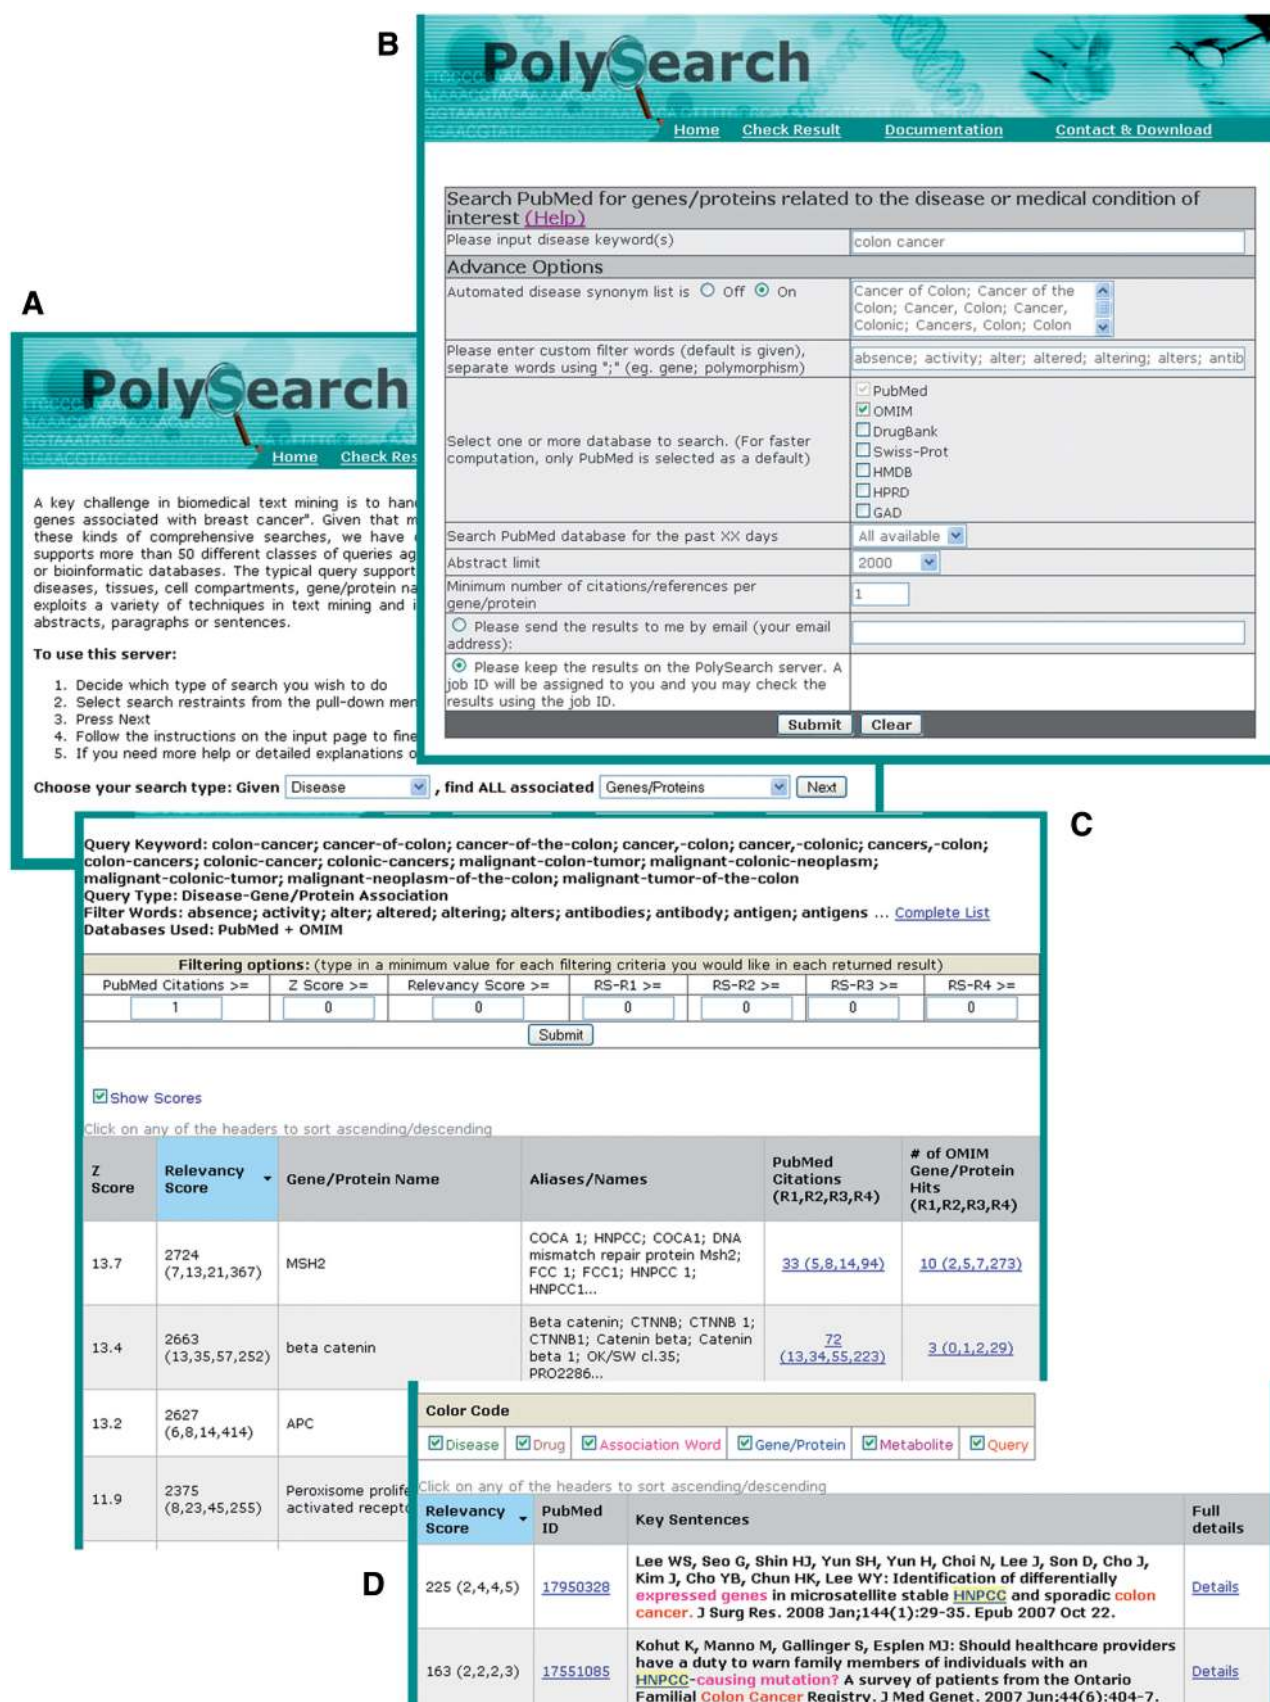 B
PolySearch
Home Check Result Documentation Contact & Download
Search PubMed for genes/proteins related to the disease or medical condition of
interest (Help)
Please input disease keyword(s) colon cancer
Advance Options
Automated disease synonym list is Off On
Cancer of Colon; Cancer of the
Colon; Cancer, Colon; Cancer,
Colonic; Cancers, Colon; Colon
Please enter custom filter words (default is given),
separate words using ";" (eg. gene; polymorphism)
absence; activity; alter; altered; altering; alters; antib
Select one or more database to search. (For faster
computation, only PubMed is selected as a default)
PubMed
OMIM
DrugBank
Swiss-Prot
HMDB
HPRD
GAD
Search PubMed database for the past XX days All available
Abstract limit 2000
Minimum number of citations/references per
gene/protein
1
Please send the results to me by email (your email
address):
Please keep the results on the PolySearch server. A
job ID will be assigned to you and you may check the
results using the job ID.
Submit Clear
A
PolySearch
Home Check Res
A key challenge in biomedical text mining is to han
genes associated with breast cancer". Given that m
these kinds of comprehensive searches, we have
supports more than 50 different classes of queries ag
or bioinformatic databases. The typical query support
diseases, tissues, cell compartments, gene/protein na
exploits a variety of techniques in text mining and i
abstracts, paragraphs or sentences.
To use this server:
1. Decide which type of search you wish to do
2. Select search restraints from the pull-down men
3. Press Next
4. Follow the instructions on the input page to fine
5. If you need more help or detailed explanations o
Choose your search type: Given Disease , find ALL associated Genes/Proteins Next
C
Query Keyword: colon-cancer; cancer-of-colon; cancer-of-the-colon; cancer,-colon; cancer,-colonic; cancers,-colon;
colon-cancers; colonic-cancer; colonic-cancers; malignant-colon-tumor; malignant-colonic-neoplasm;
malignant-colonic-tumor; malignant-neoplasm-of-the-colon; malignant-tumor-of-the-colon
Query Type: Disease-Gene/Protein Association
Filter Words: absence; activity; alter; altered; altering; alters; antibodies; antibody; antigen; antigens ... Complete List
Databases Used: PubMed + OMIM
Filtering options: (type in a minimum value for each filtering criteria you would like in each returned result)
PubMed Citations >= Z Score >= Relevancy Score >= RS-R1 >= RS-R2 >= RS-R3 >= RS-R4 >=
1 0 0 0 0 0 0
Submit
Show Scores
Click on any of the headers to sort ascending/descending
Z
Score
Relevancy
Score
Gene/Protein Name
Aliases/Names
PubMed
Citations
(R1,R2,R3,R4)
# of OMIM
Gene/Protein
Hits
(R1,R2,R3,R4)
13.7
2724
(7,13,21,367)
MSH2
COCA 1; HNPCC; COCA1; DNA
mismatch repair protein Msh2;
FCC 1; FCC1; HNPCC 1;
HNPCC1...
33 (5,8,14,94)
10 (2,5,7,273)
13.4
2663
(13,35,57,252)
beta catenin
Beta catenin; CTNNB; CTNNB 1;
CTNNB1; Catenin beta; Catenin
beta 1; OK/SW cl.35;
PRO2286...
72
(13,34,55,223)
3 (0,1,2,29)
13.2
2627
(6,8,14,414)
APC
11.9
2375
(8,23,45,255)
Peroxisome prolife
activated recepto
D
Color Code
Disease Drug Association Word Gene/Protein Metabolite Query
Click on any of the headers to sort ascending/descending
Relevancy
Score
PubMed
ID
Key Sentences
Full
details
225 (2,4,4,5)
17950328
Lee WS, Seo G, Shin HJ, Yun SH, Yun H, Choi N, Lee J, Son D, Cho J,
Kim J, Cho YB, Chun HK, Lee WY: Identification of differentially
expressed genes in microsatellite stable HNPCC and sporadic colon
cancer. J Surg Res. 2008 Jan;144(1):29-35. Epub 2007 Oct 22.
Details
163 (2,2,2,3)
17551085
Kohut K, Manno M, Gallinger S, Esplen MJ: Should healthcare providers
have a duty to warn family members of individuals with an
HNPCC-causing mutation? A survey of patients from the Ontario
Familial Colon Cancer Registry. J Med Genet. 2007 Jun;44(6):404-7.
Details